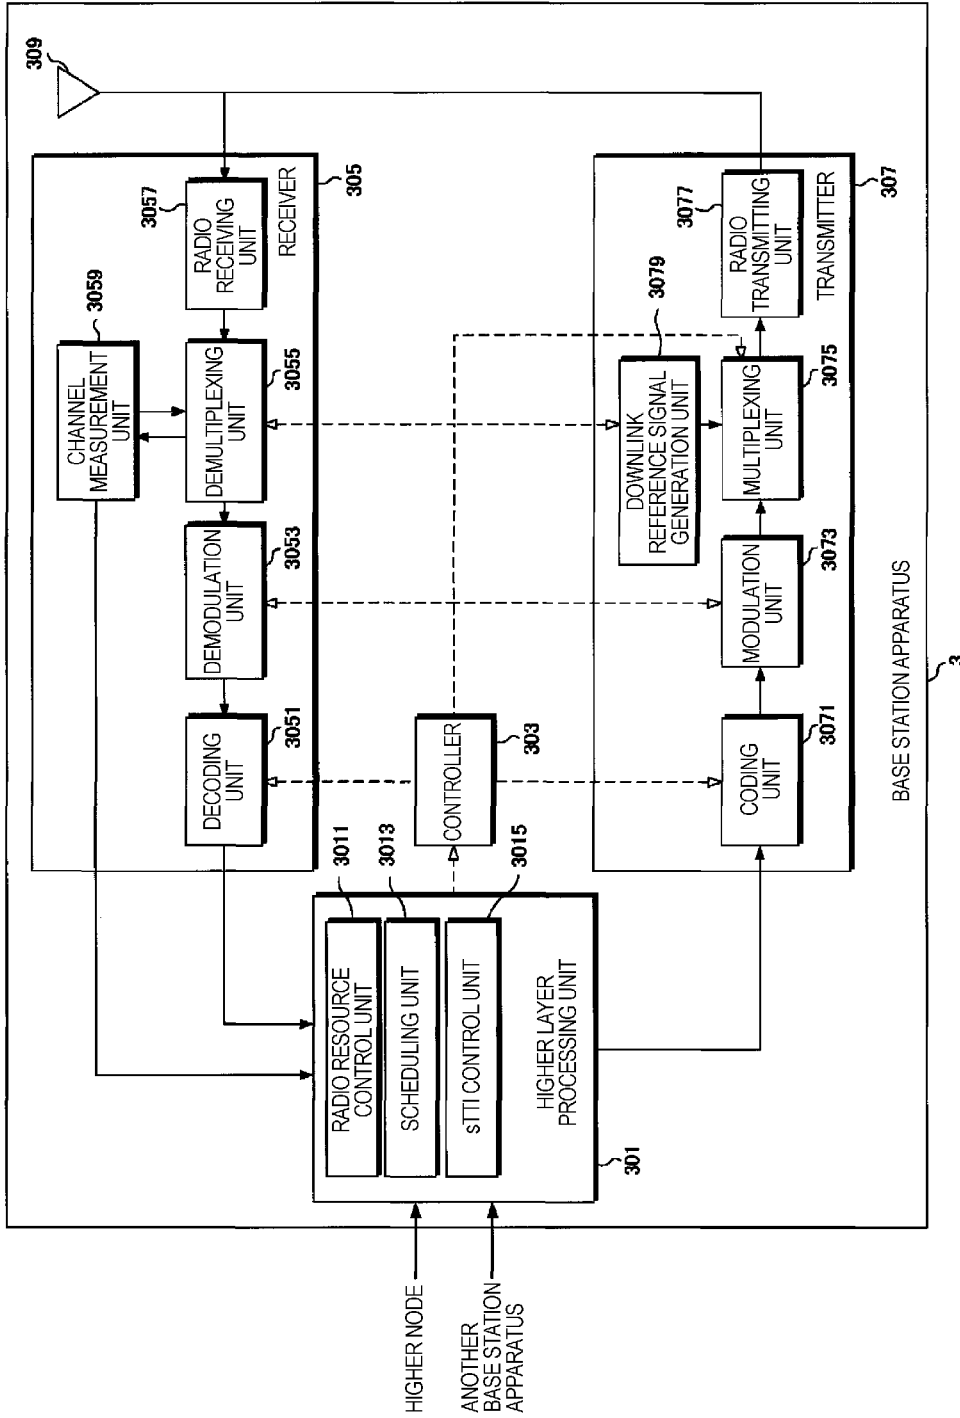 309
3057
RADIO
RECEIVING
UNIT
RECEIVER
305
3059
CHANNEL
MEASUREMENT
UNIT
3055
DEMULTIPLEXING
UNIT
3053
DEMODULATION
UNIT
3051
DECODING
UNIT
3077
RADIO
TRANSMITTING
UNIT
TRANSMITTER
307
3079
DOWNLINK
REFERENCE SIGNAL
GENERATION UNIT
3075
MULTIPLEXING
UNIT
3073
MODULATION
UNIT
3071
CODING
UNIT
CONTROLLER
303
3011
3013
3015
RADIO RESOURCE
CONTROL UNIT
SCHEDULING UNIT
sTTI CONTROL UNIT
HIGHER LAYER
PROCESSING UNIT
301
HIGHER NODE
ANOTHER
BASE STATION
APPARATUS
BASE STATION APPARATUS
3